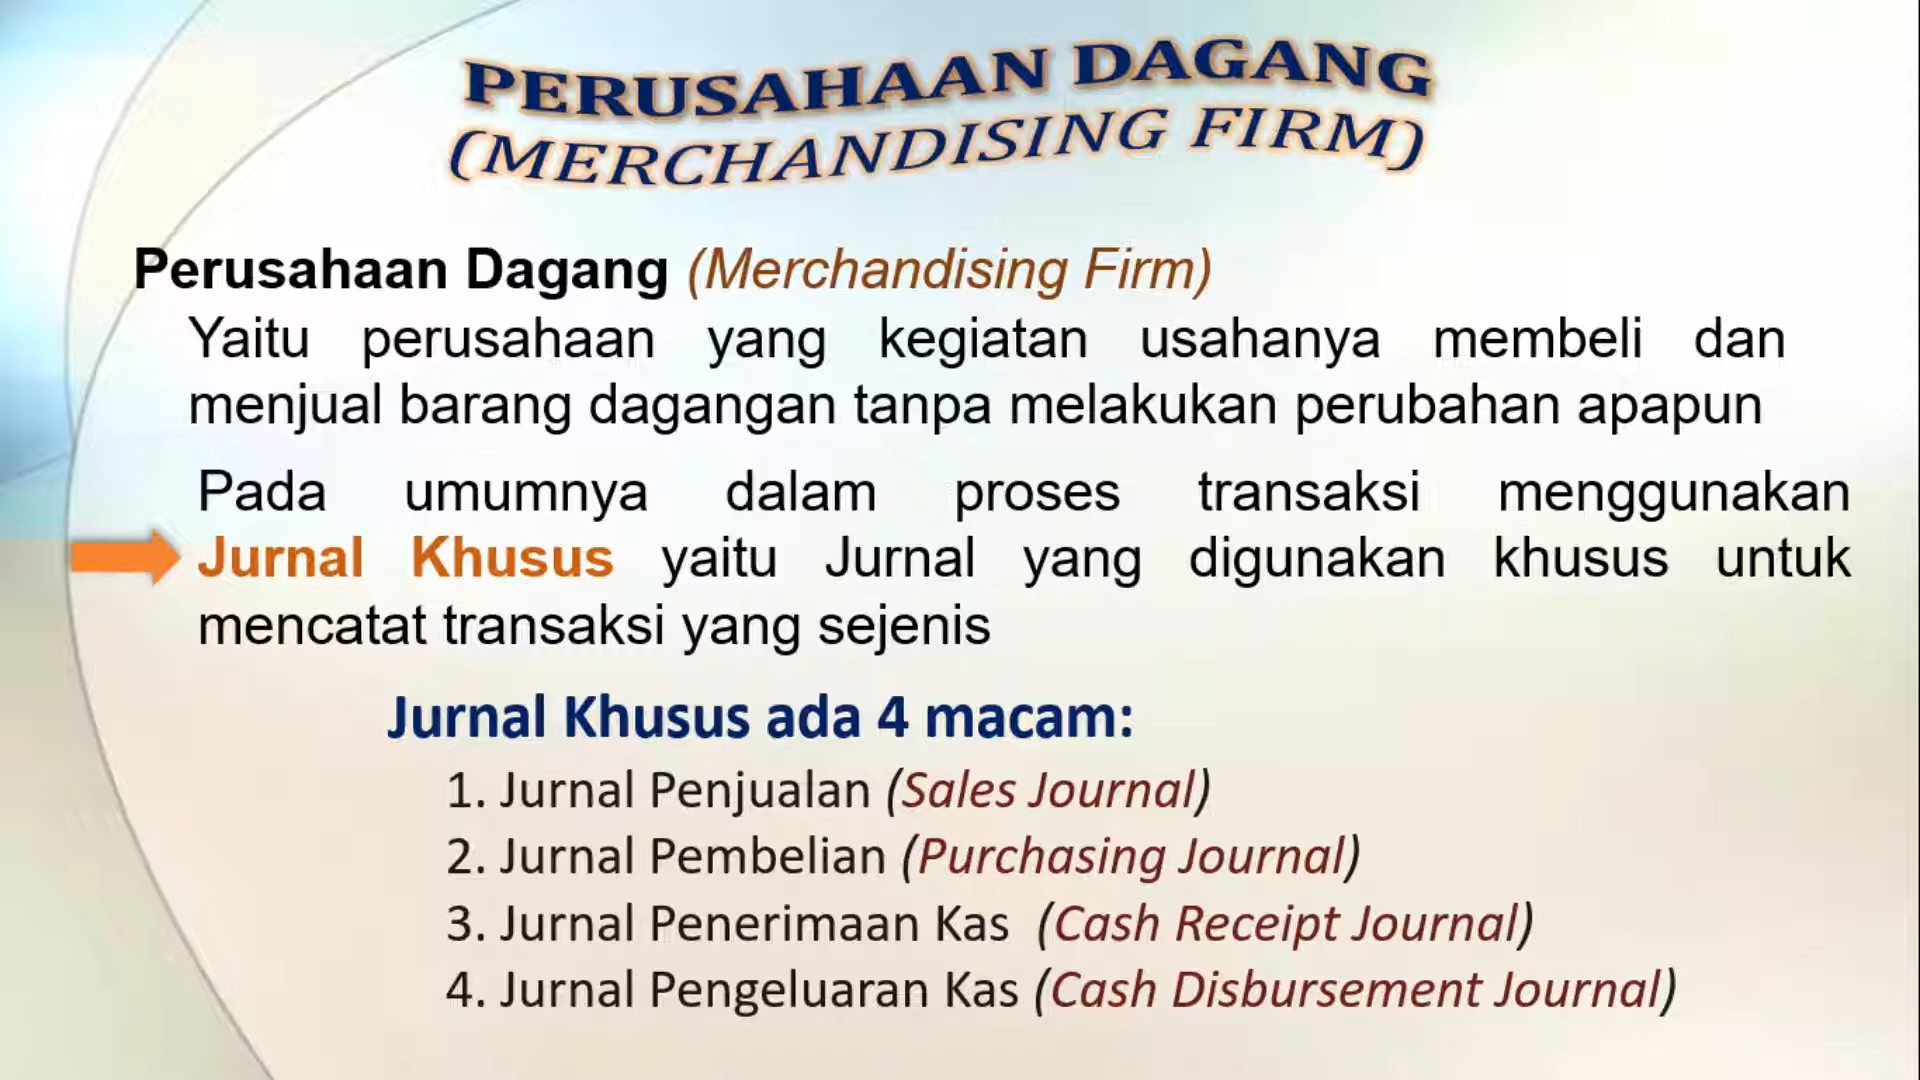 PERUSAHAAN DAGANG
(MERCHANDISING FIRM)
Perusahaan Dagang (Merchandising Firm)
Yaitu perusahaan yang kegiatan usahanya membeli dan
menjual barang dagangan tanpa melakukan perubahan apapun
Pada umumnya dalam proses transaksi menggunakan
Jurnal Khusus yaitu Jurnal yang digunakan khusus untuk
mencatat transaksi yang sejenis
Jurnal Khusus ada 4 macam:
1. Jurnal Penjualan (Sales Journal)
2. Jurnal Pembelian (Purchasing Journal)
3. Jurnal Penerimaan Kas (Cash Receipt Journal)
4. Jurnal Pengeluaran Kas (Cash Disbursement Journal)